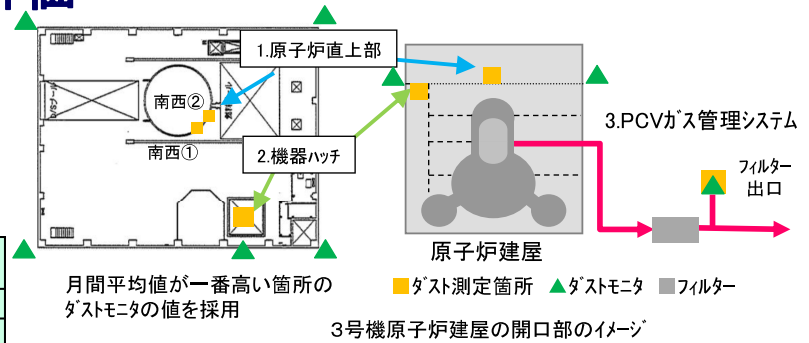 1.原子炉直上部
南西②
南西①
2.機器ハッチ
3.PCVガス管理システム
フィルター
出口
原子炉建屋
月間平均値が一番高い箇所の
ダストモニタの値を採用
ダスト測定箇所 ダストモニタ フィルター
3号機原子炉建屋の開口部のイメージ